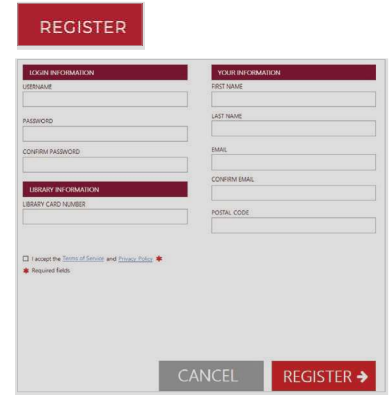 REGISTER
LOGIN INFORMATION
USERNAME
PASSWORD
CONFIRM PASSWORD
LIBRARY INFORMATION
LIBRARY CARD NUMBER
YOUR INFORMATION
FIRST NAME
LAST NAME
EMAIL
CONFIRM EMAIL
POSTAL CODE
I accept the Terms of Service and Privacy Policy *
* Required fields
CANCEL
REGISTER →